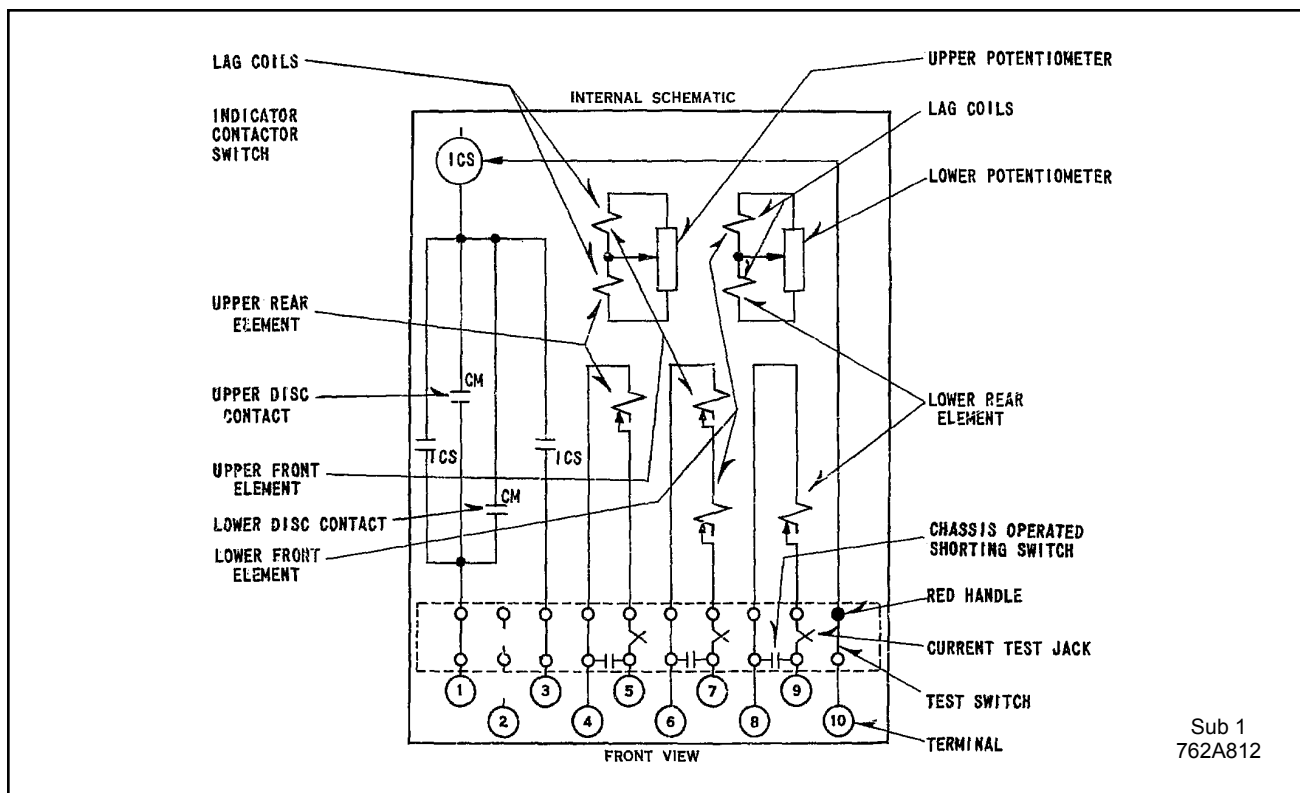 LAG COILS
INDICATOR
CONTACTOR
SWITCH
INTERNAL SCHEMATIC
UPPER POTENTIOMETER
LAG COILS
LOWER POTENTIOMETER
ICS
UPPER REAR
ELEMENT
UPPER DISC
CONTACT
CM
ICS
ICS
UPPER FRONT
ELEMENT
CM
LOWER DISC CONTACT
LOWER FRONT
ELEMENT
LOWER REAR
ELEMENT
CHASSIS OPERATED
SHORTING SWITCH
RED HANDLE
CURRENT TEST JACK
TEST SWITCH
TERMINAL
1
3
5
7
9
2
4
6
8
10
FRONT VIEW
Sub 1
762A812